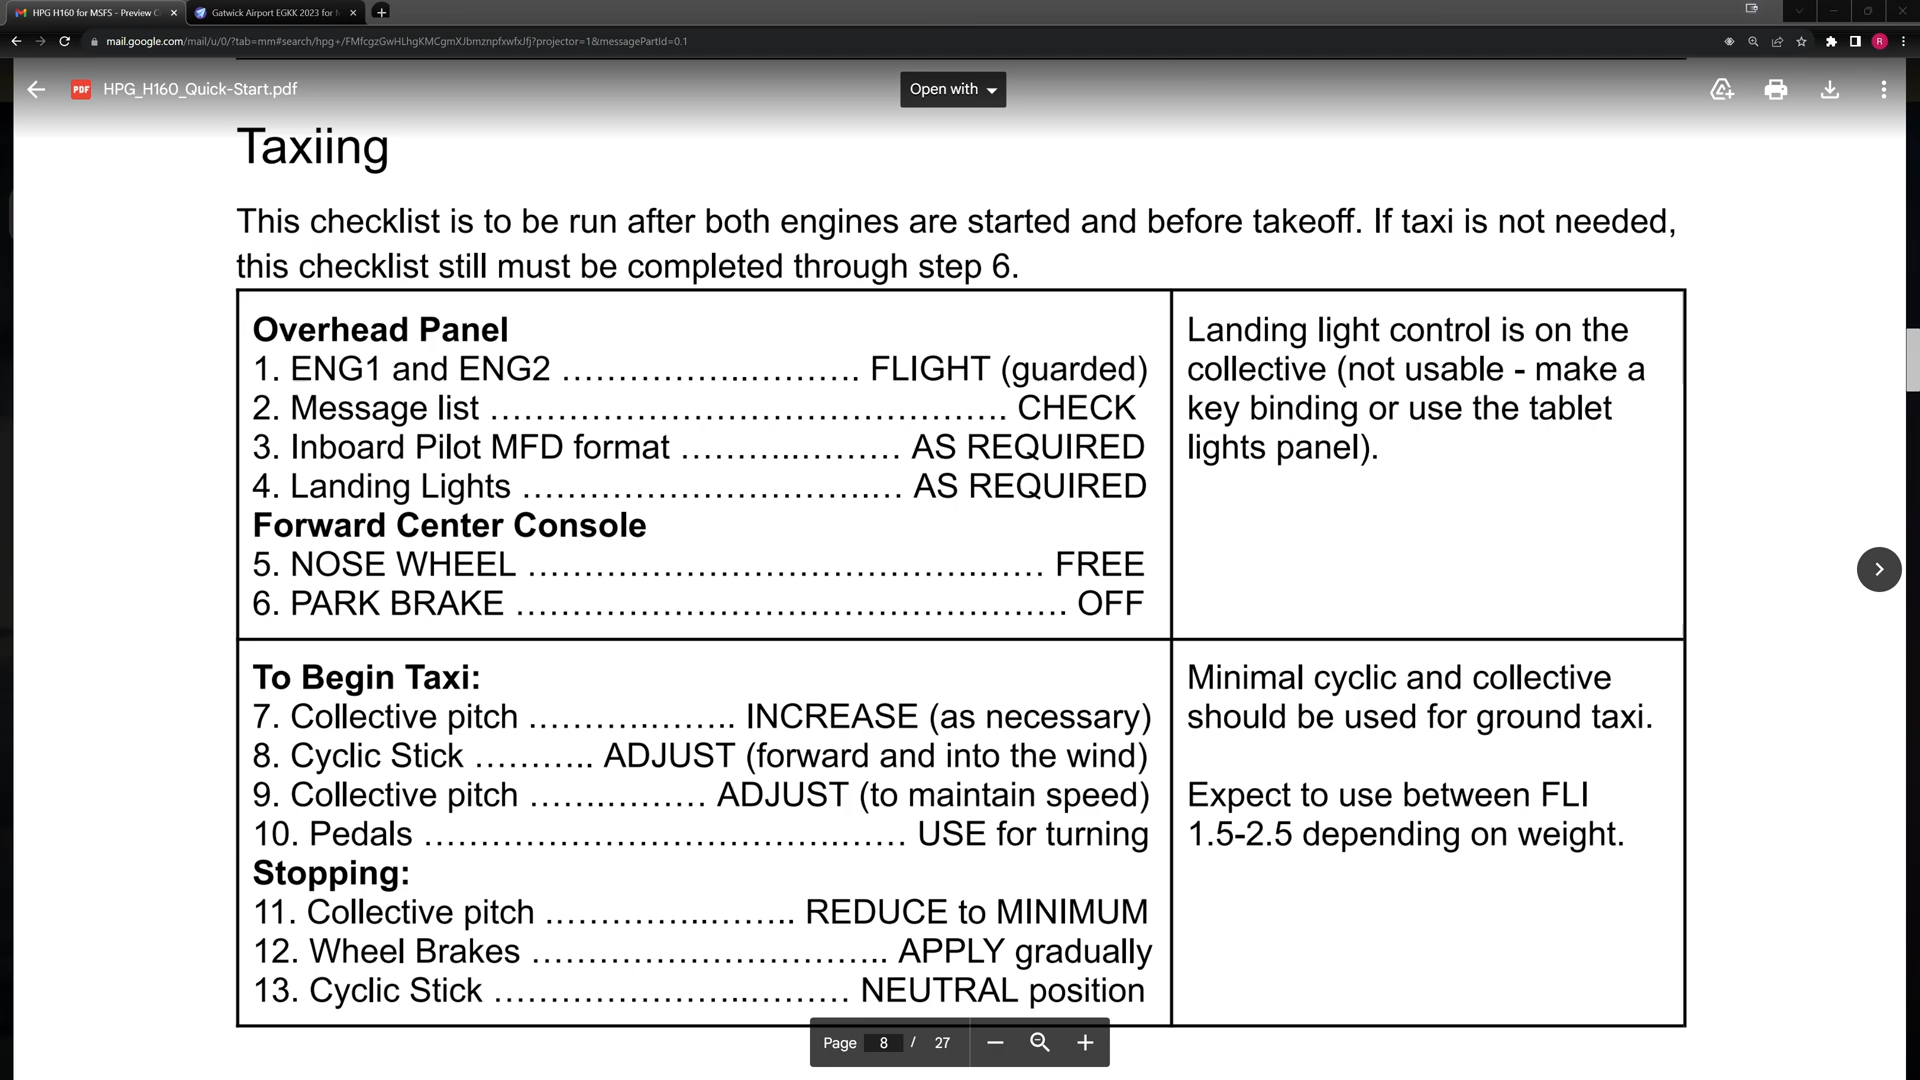 HPG H160 for MSFS - Preview C
Gatwick Airport EGKK 2023 for
mail.google.com/mail/u/0/?tab=mm#search/hpg+/FMfcgzGwHLhgKMCgmXJbmznpfxwfxJfj?projector=1&messagePartId=0.1
R
PDF HPG_H160_Quick-Start.pdf
Open with
Taxiing
This checklist is to be run after both engines are started and before takeoff. If taxi is not needed,
this checklist still must be completed through step 6.
Overhead Panel
1. ENG1 and ENG2 ……………..………. FLIGHT (guarded)
2. Message list ………………………………………. CHECK
3. Inboard Pilot MFD format ………..……… AS REQUIRED
4. Landing Lights …………………………….… AS REQUIRED
Forward Center Console
5. NOSE WHEEL …………………………………..…… FREE
6. PARK BRAKE ………………………………………. OFF
Landing light control is on the
collective (not usable - make a
key binding or use the tablet
lights panel).
To Begin Taxi:
7. Collective pitch ………..…….. INCREASE (as necessary)
8. Cyclic Stick ……….. ADJUST (forward and into the wind)
9. Collective pitch ……..……… ADJUST (to maintain speed)
10. Pedals …………………………………..…… USE for turning
Stopping:
11. Collective pitch ……………..…….. REDUCE to MINIMUM
12. Wheel Brakes …………………………….. APPLY gradually
13. Cyclic Stick ……………………..……… NEUTRAL position
Minimal cyclic and collective
should be used for ground taxi.
Expect to use between FLI
1.5-2.5 depending on weight.
Page 8 / 27